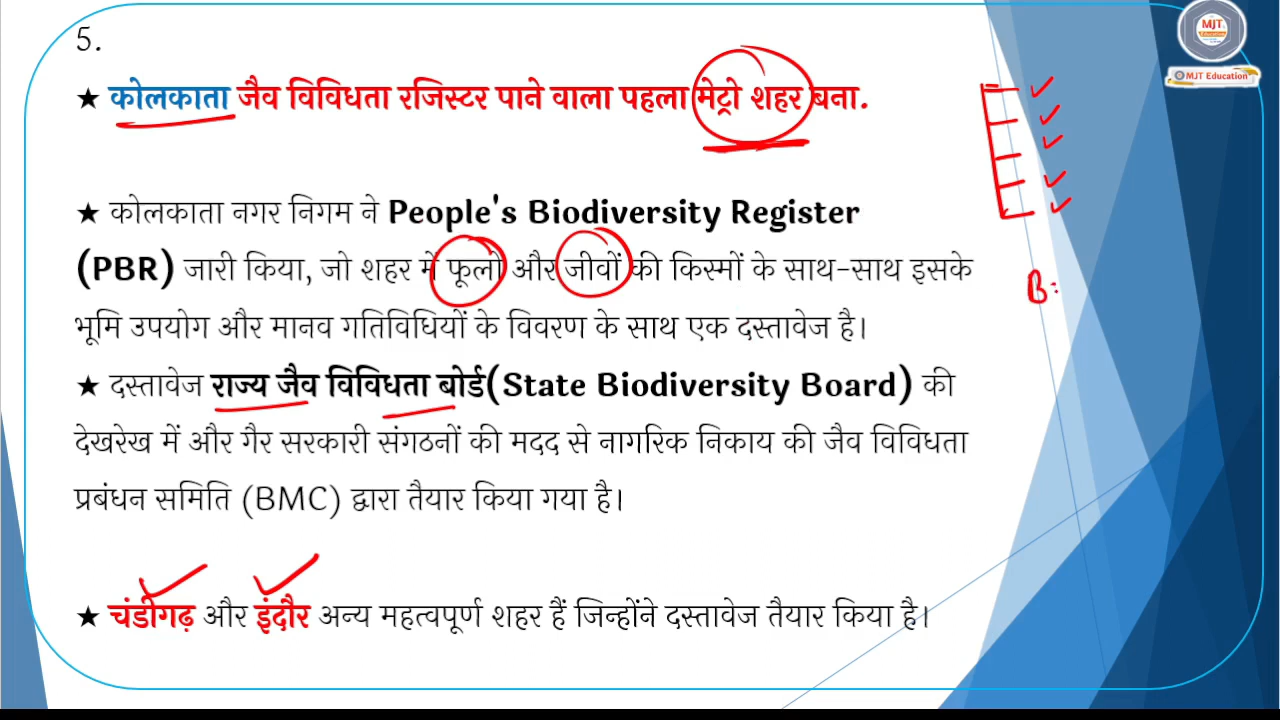 5.
MJT
Education
MJT Education
★ कोलकाता जैव विविधता रजिस्टर पाने वाला पहला मेट्रो शहर बना.
★ कोलकाता नगर निगम ने People's Biodiversity Register
(PBR) जारी किया, जो शहर में फूलों और जीवों की किस्मों के साथ-साथ इसके
भूमि उपयोग और मानव गतिविधियों के विवरण के साथ एक दस्तावेज है।
B:
★ दस्तावेज राज्य जैव विविधता बोर्ड(State Biodiversity Board) की
देखरेख में और गैर सरकारी संगठनों की मदद से नागरिक निकाय की जैव विविधता
प्रबंधन समिति (BMC) द्वारा तैयार किया गया है।
★ चंडीगढ़ और इंदौर अन्य महत्वपूर्ण शहर हैं जिन्होंने दस्तावेज तैयार किया है।